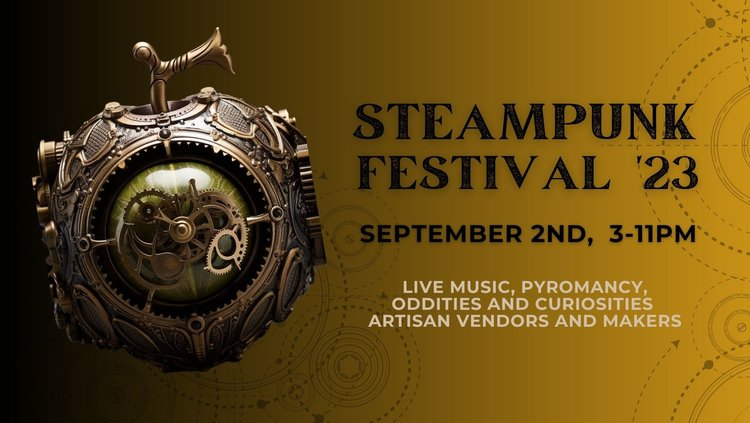 STEAMPUNK
FESTIVAL '23
SEPTEMBER 2ND, 3-11PM
LIVE MUSIC, PYROMANCY,
ODDITIES AND CURIOSITIES
ARTISAN VENDORS AND MAKERS